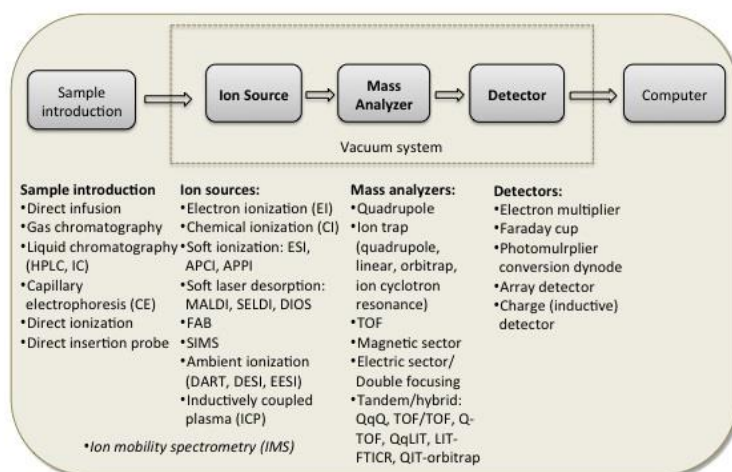 Sample
introduction
Ion Source
Mass
Analyzer
Detector
Computer
Vacuum system
Sample introduction
•Direct infusion
•Gas chromatography
•Liquid chromatography
(HPLC, IC)
•Capillary
electrophoresis (CE)
•Direct ionization
•Direct insertion probe
Ion sources:
•Electron ionization (EI)
•Chemical ionization (CI)
•Soft ionization: ESI,
APCI, APPI
•Soft laser desorption:
MALDI, SELDI, DIOS
•FAB
•SIMS
•Ambient ionization
(DART, DESI, EESI)
•Inductively coupled
plasma (ICP)
Mass analyzers:
•Quadrupole
•Ion trap
(quadrupole,
linear, orbitrap,
ion cyclotron
resonance)
•TOF
•Magnetic sector
•Electric sector/
Double focusing
•Tandem/hybrid:
QqQ, TOF/TOF, Q-
TOF, QqLIT, LIT-
FTICR, QIT-orbitrap
Detectors:
•Electron multiplier
•Faraday cup
•Photomulrplier
conversion dynode
•Array detector
•Charge (inductive)
detector
•Ion mobility spectrometry (IMS)